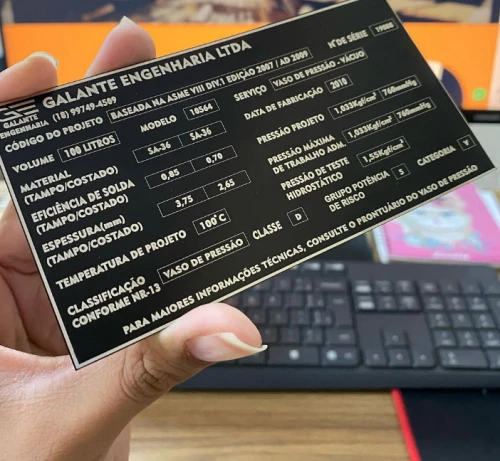 GALANTE ENGENHARIA LTDA
GALANTE
ENGENHARIA (18) 99749-4509
Nº DE SÉRIE 19088
CÓDIGO DO PROJETO BASEADA NA ASME VIII DIV.1 EDIÇÃO 2007 / AD 2009
VOLUME 100 LITROS MODELO 10564 SERVIÇO VASO DE PRESSÃO - VÁCUO
MATERIAL
(TAMPO/COSTADO) SA-36 SA-36
DATA DE FABRICAÇÃO 2010
EFICIÊNCIA DE SOLDA
(TAMPO/COSTADO) 0,85 0,70
PRESSÃO PROJETO 1,033Kgf/cm² 760mmHg
ESPESSURA(mm)
(TAMPO/COSTADO) 3,75 2,65
PRESSÃO MÁXIMA
DE TRABALHO ADM. 1,033Kgf/cm² 760mmHg
TEMPERATURA DE PROJETO 100°C
PRESSÃO DE TESTE
HIDROSTÁTICO 1,55Kgf/cm²
CLASSIFICAÇÃO
CONFORME NR-13 VASO DE PRESSÃO CLASSE D
GRUPO POTÊNCIA
DE RISCO 5 CATEGORIA V
PARA MAIORES INFORMAÇÕES TÉCNICAS, CONSULTE O PRONTUÁRIO DO VASO DE PRESSÃO